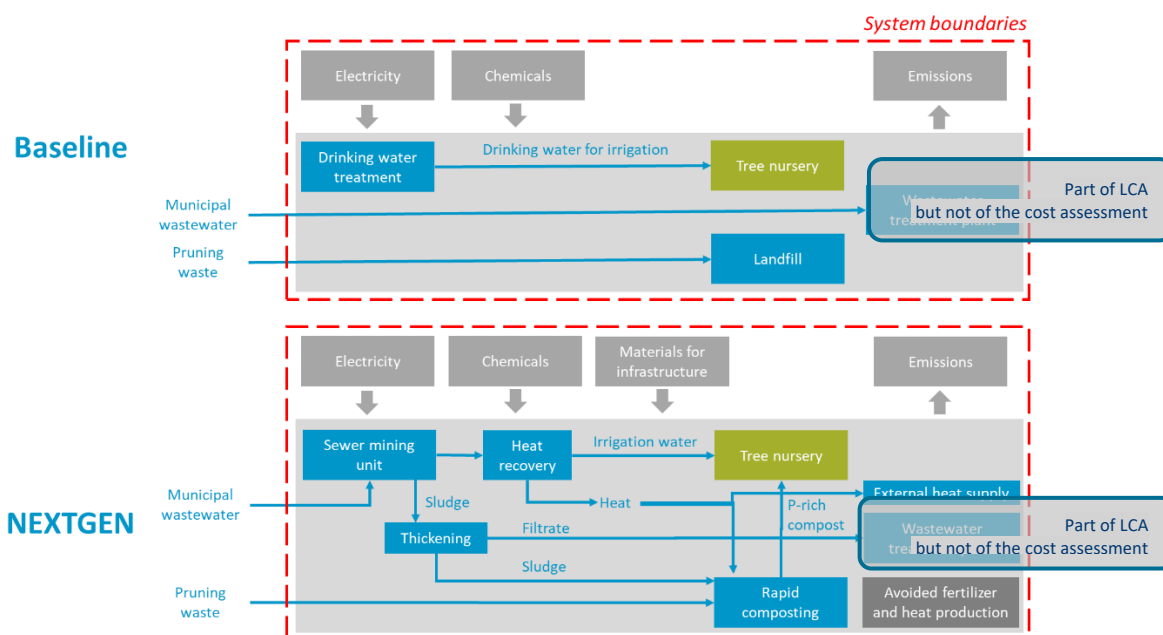 System boundaries
Electricity
Chemicals
Emissions
Baseline
Drinking water
treatment
Drinking water for irrigation
Tree nursery
Part of LCA
but not of the cost assessment
Wastewater
treatment plant
Municipal
wastewater
Pruning
waste
Landfill
Electricity
Chemicals
Materials for
infrastructure
Emissions
Sewer mining
unit
Heat
recovery
Irrigation water
Tree nursery
Municipal
wastewater
Sludge
Heat
P-rich
compost
External heat supply
NEXTGEN
Thickening
Filtrate
Wastewater
Part of LCA
but not of the cost assessment
Sludge
Pruning
waste
Rapid
composting
Avoided fertilizer
and heat production